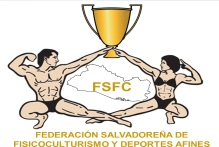 FSFC
FEDERACIÓN SALVADOREÑA DE
FISICOCULTURISMO Y DEPORTES AFINES